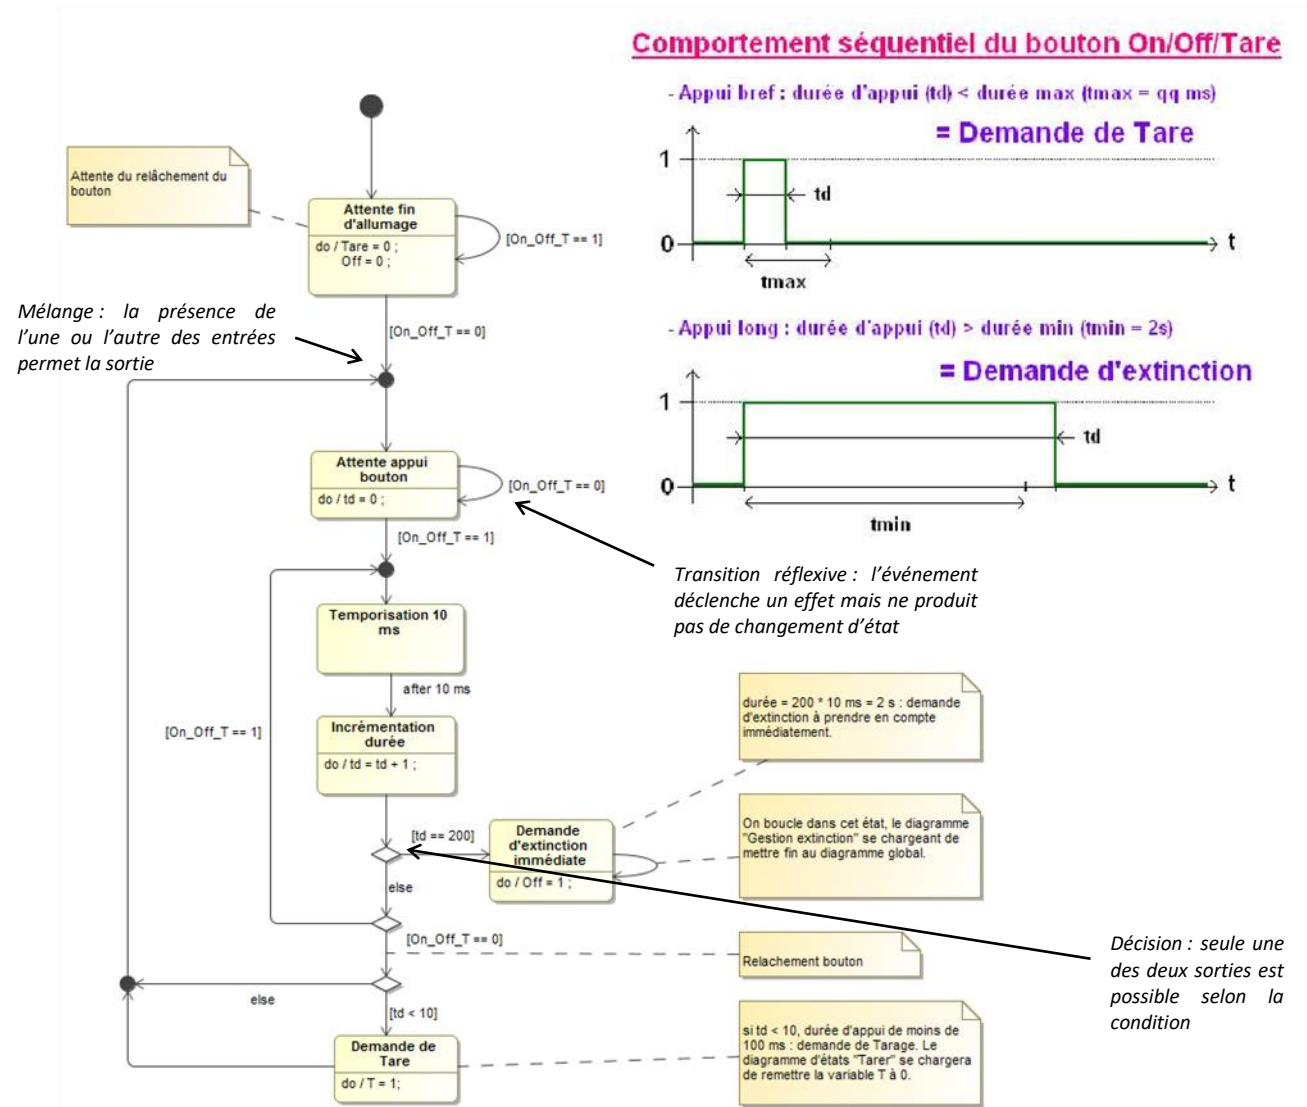 Comportement séquentiel du bouton On/Off/Tare
- Appui bref : durée d'appui (td) < durée max (tmax = qq ms)
= Demande de Tare
1
td
0
t
tmax
- Appui long : durée d'appui (td) > durée min (tmin = 2s)
= Demande d'extinction
1
td
0
t
tmin
Attente du relâchement du
bouton
Attente fin
d'allumage
do / Tare = 0 ;
Off = 0 ;
[On_Off_T == 1]
Mélange : la présence de
l'une ou l'autre des entrées
permet la sortie
[On_Off_T == 0]
Attente appui
bouton
do / td = 0 ;
[On_Off_T == 0]
[On_Off_T == 1]
Transition réflexive : l'événement
déclenche un effet mais ne produit
pas de changement d'état
Temporisation 10
ms
after 10 ms
[On_Off_T == 1]
Incrémentation
durée
do / td = td + 1 ;
durée = 200 * 10 ms = 2 s : demande
d'extinction à prendre en compte
immédiatement.
[td == 200]
Demande
d'extinction
immédiate
do / Off = 1 ;
On boucle dans cet état, le diagramme
"Gestion extinction" se chargeant de
mettre fin au diagramme global.
else
[On_Off_T == 0]
Relachement bouton
Décision : seule une
des deux sorties est
possible selon la
condition
else
[td < 10]
Demande de
Tare
do / T = 1;
si td < 10, durée d'appui de moins de
100 ms : demande de Tarage. Le
diagramme d'états "Tarer" se chargera
de remettre la variable T à 0.